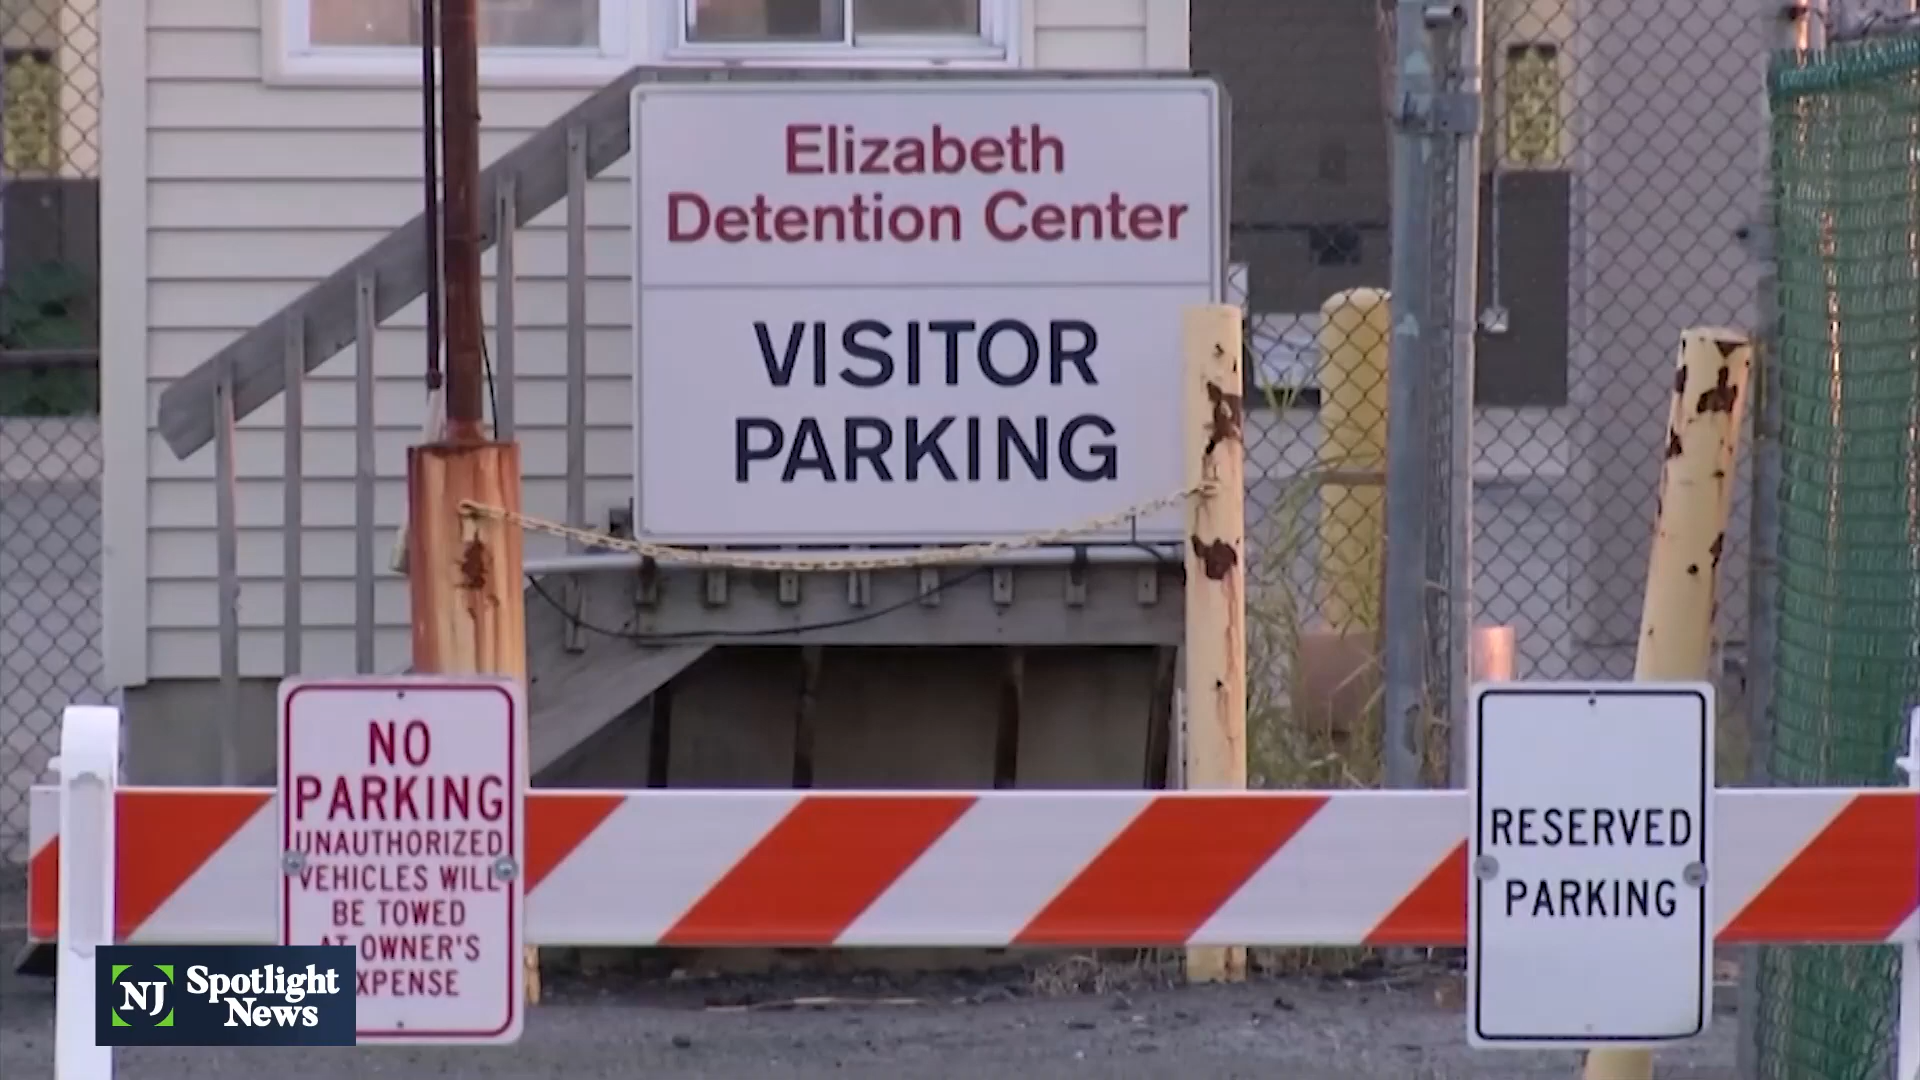 Elizabeth
Detention Center
VISITOR
PARKING
NO
PARKING
UNAUTHORIZED
VEHICLES WILL
BE TOWED
AT OWNER'S
EXPENSE
RESERVED
PARKING
NJ Spotlight
News